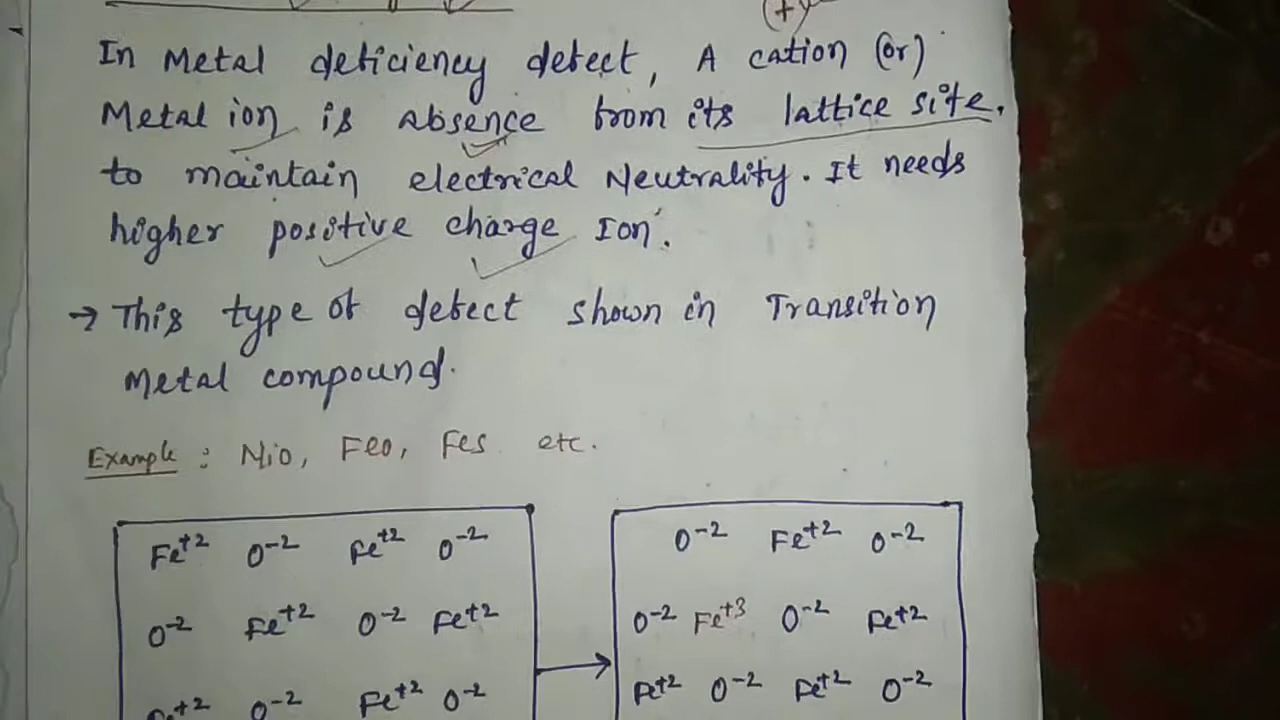 (+)
In Metal deficiency defect, A cation (or)
Metal ion is absence from its lattice site.
to maintain electrical Neutrality. It needs
higher positive charge Ion.
→ This type of defect shown in Transition
Metal compound.
Example : Nio, Feo, Fes etc.
Fe+2 O-2 Fe+2 O-2
O-2 Fe+2 O-2 Fe+2
Fe+2 O-2 Fe+2 O-2
O-2 Fe+2 O-2
O-2 Fe+3 O-2 Fe+2
Fe+2 O-2 Fe+2 O-2